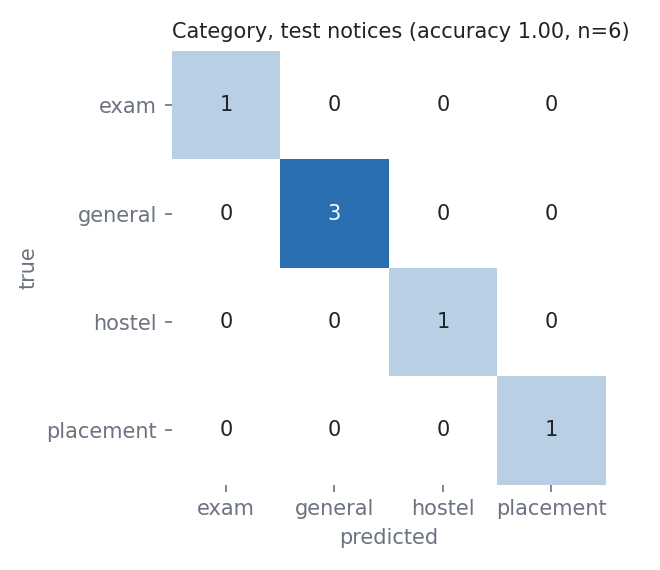 Category, test notices (accuracy 1.00, n=6)
exam 1 0 0 0
general 0 3 0 0
hostel 0 0 1 0
placement 0 0 0 1
true
exam general hostel placement
predicted